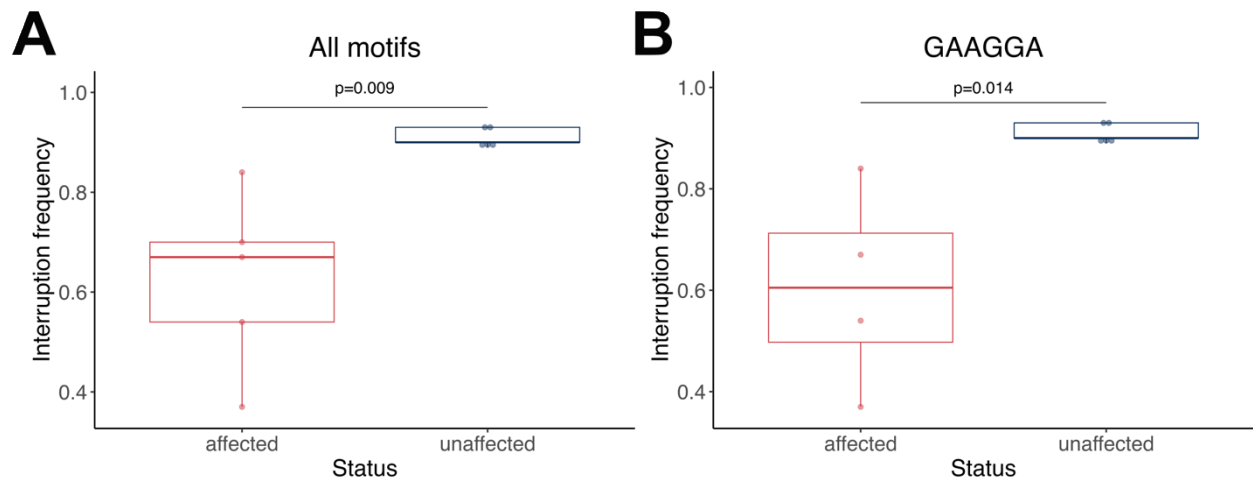 A
All motifs
p=0.009
Interruption frequency
1.0
0.8
0.6
0.4
affected
unaffected
Status
B
GAAGGA
p=0.014
Interruption frequency
1.0
0.8
0.6
0.4
affected
unaffected
Status